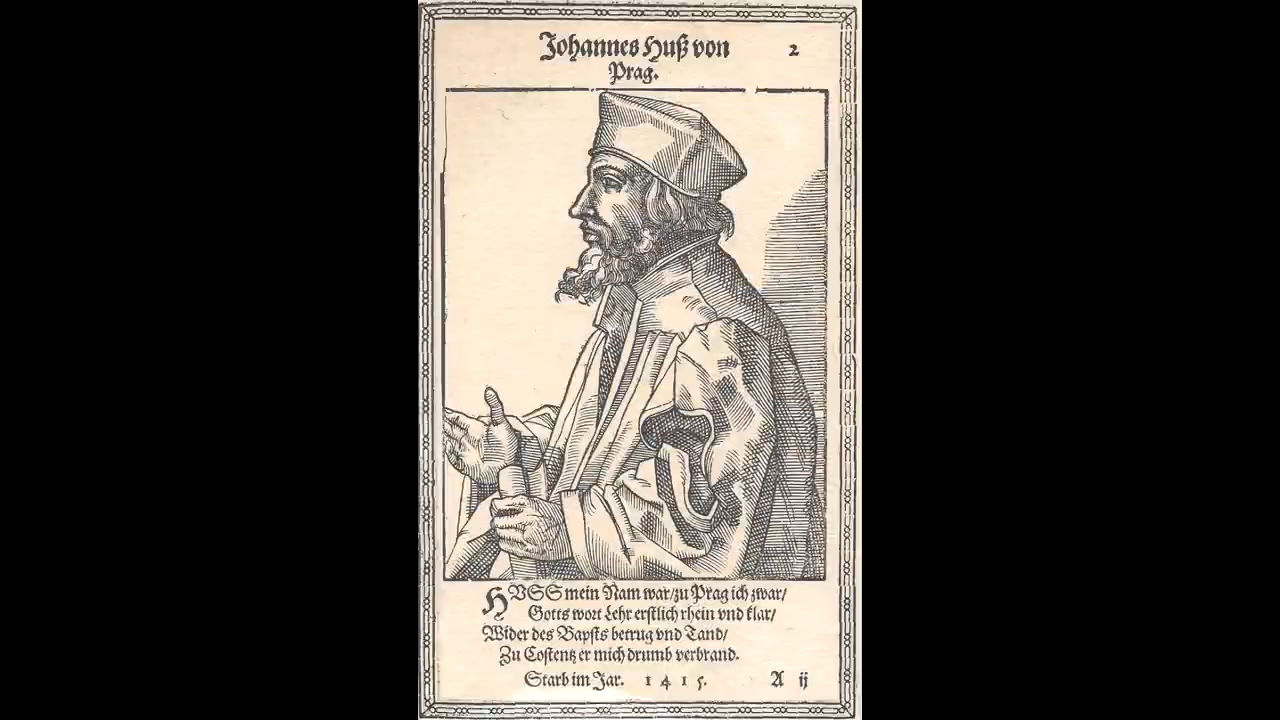 Johannes Huß von 2
Prag.
HVSS mein Nam war/zu Prag ich zwar/
Gotts wort Lehr erstlich rhein vnd klar/
Wider des Bapsts betrug vnd Tand/
Zu Costentz er mich drumb verbrand.
Starb im Jar. 1415. A ij